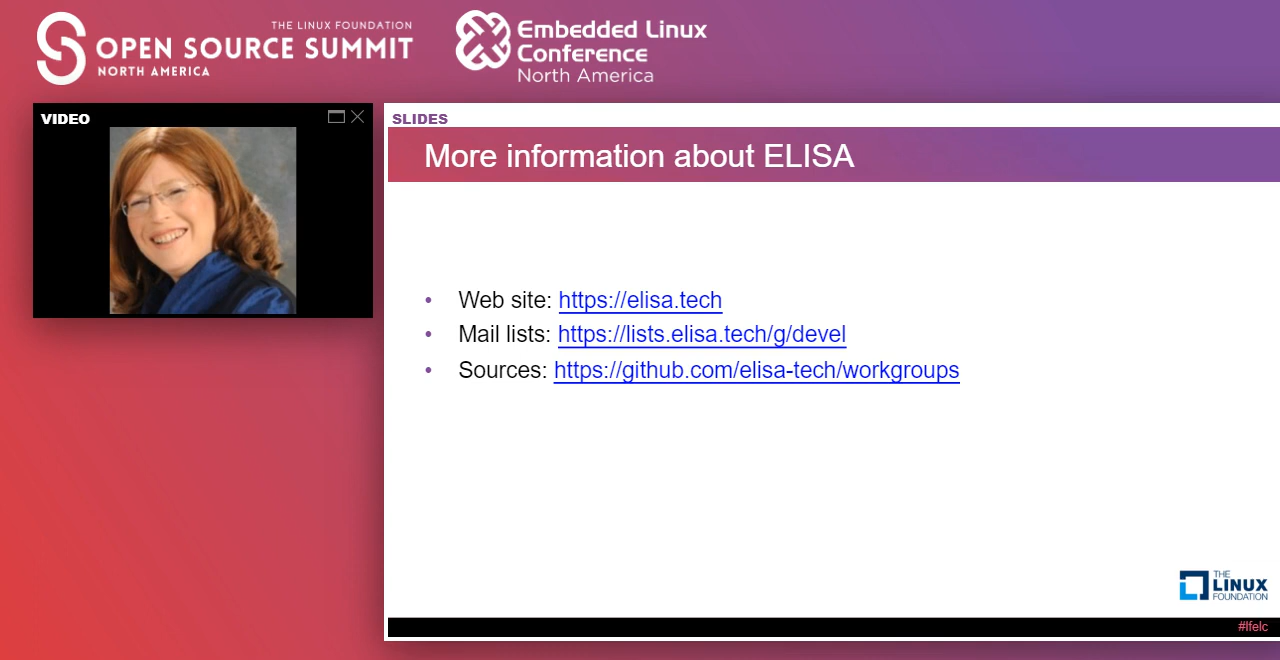 THE LINUX FOUNDATION
OPEN SOURCE SUMMIT
NORTH AMERICA
Embedded Linux
Conference
North America
VIDEO
SLIDES
More information about ELISA
• Web site: https://elisa.tech
• Mail lists: https://lists.elisa.tech/g/devel
• Sources: https://github.com/elisa-tech/workgroups
THE
LINUX
FOUNDATION
#lfelc